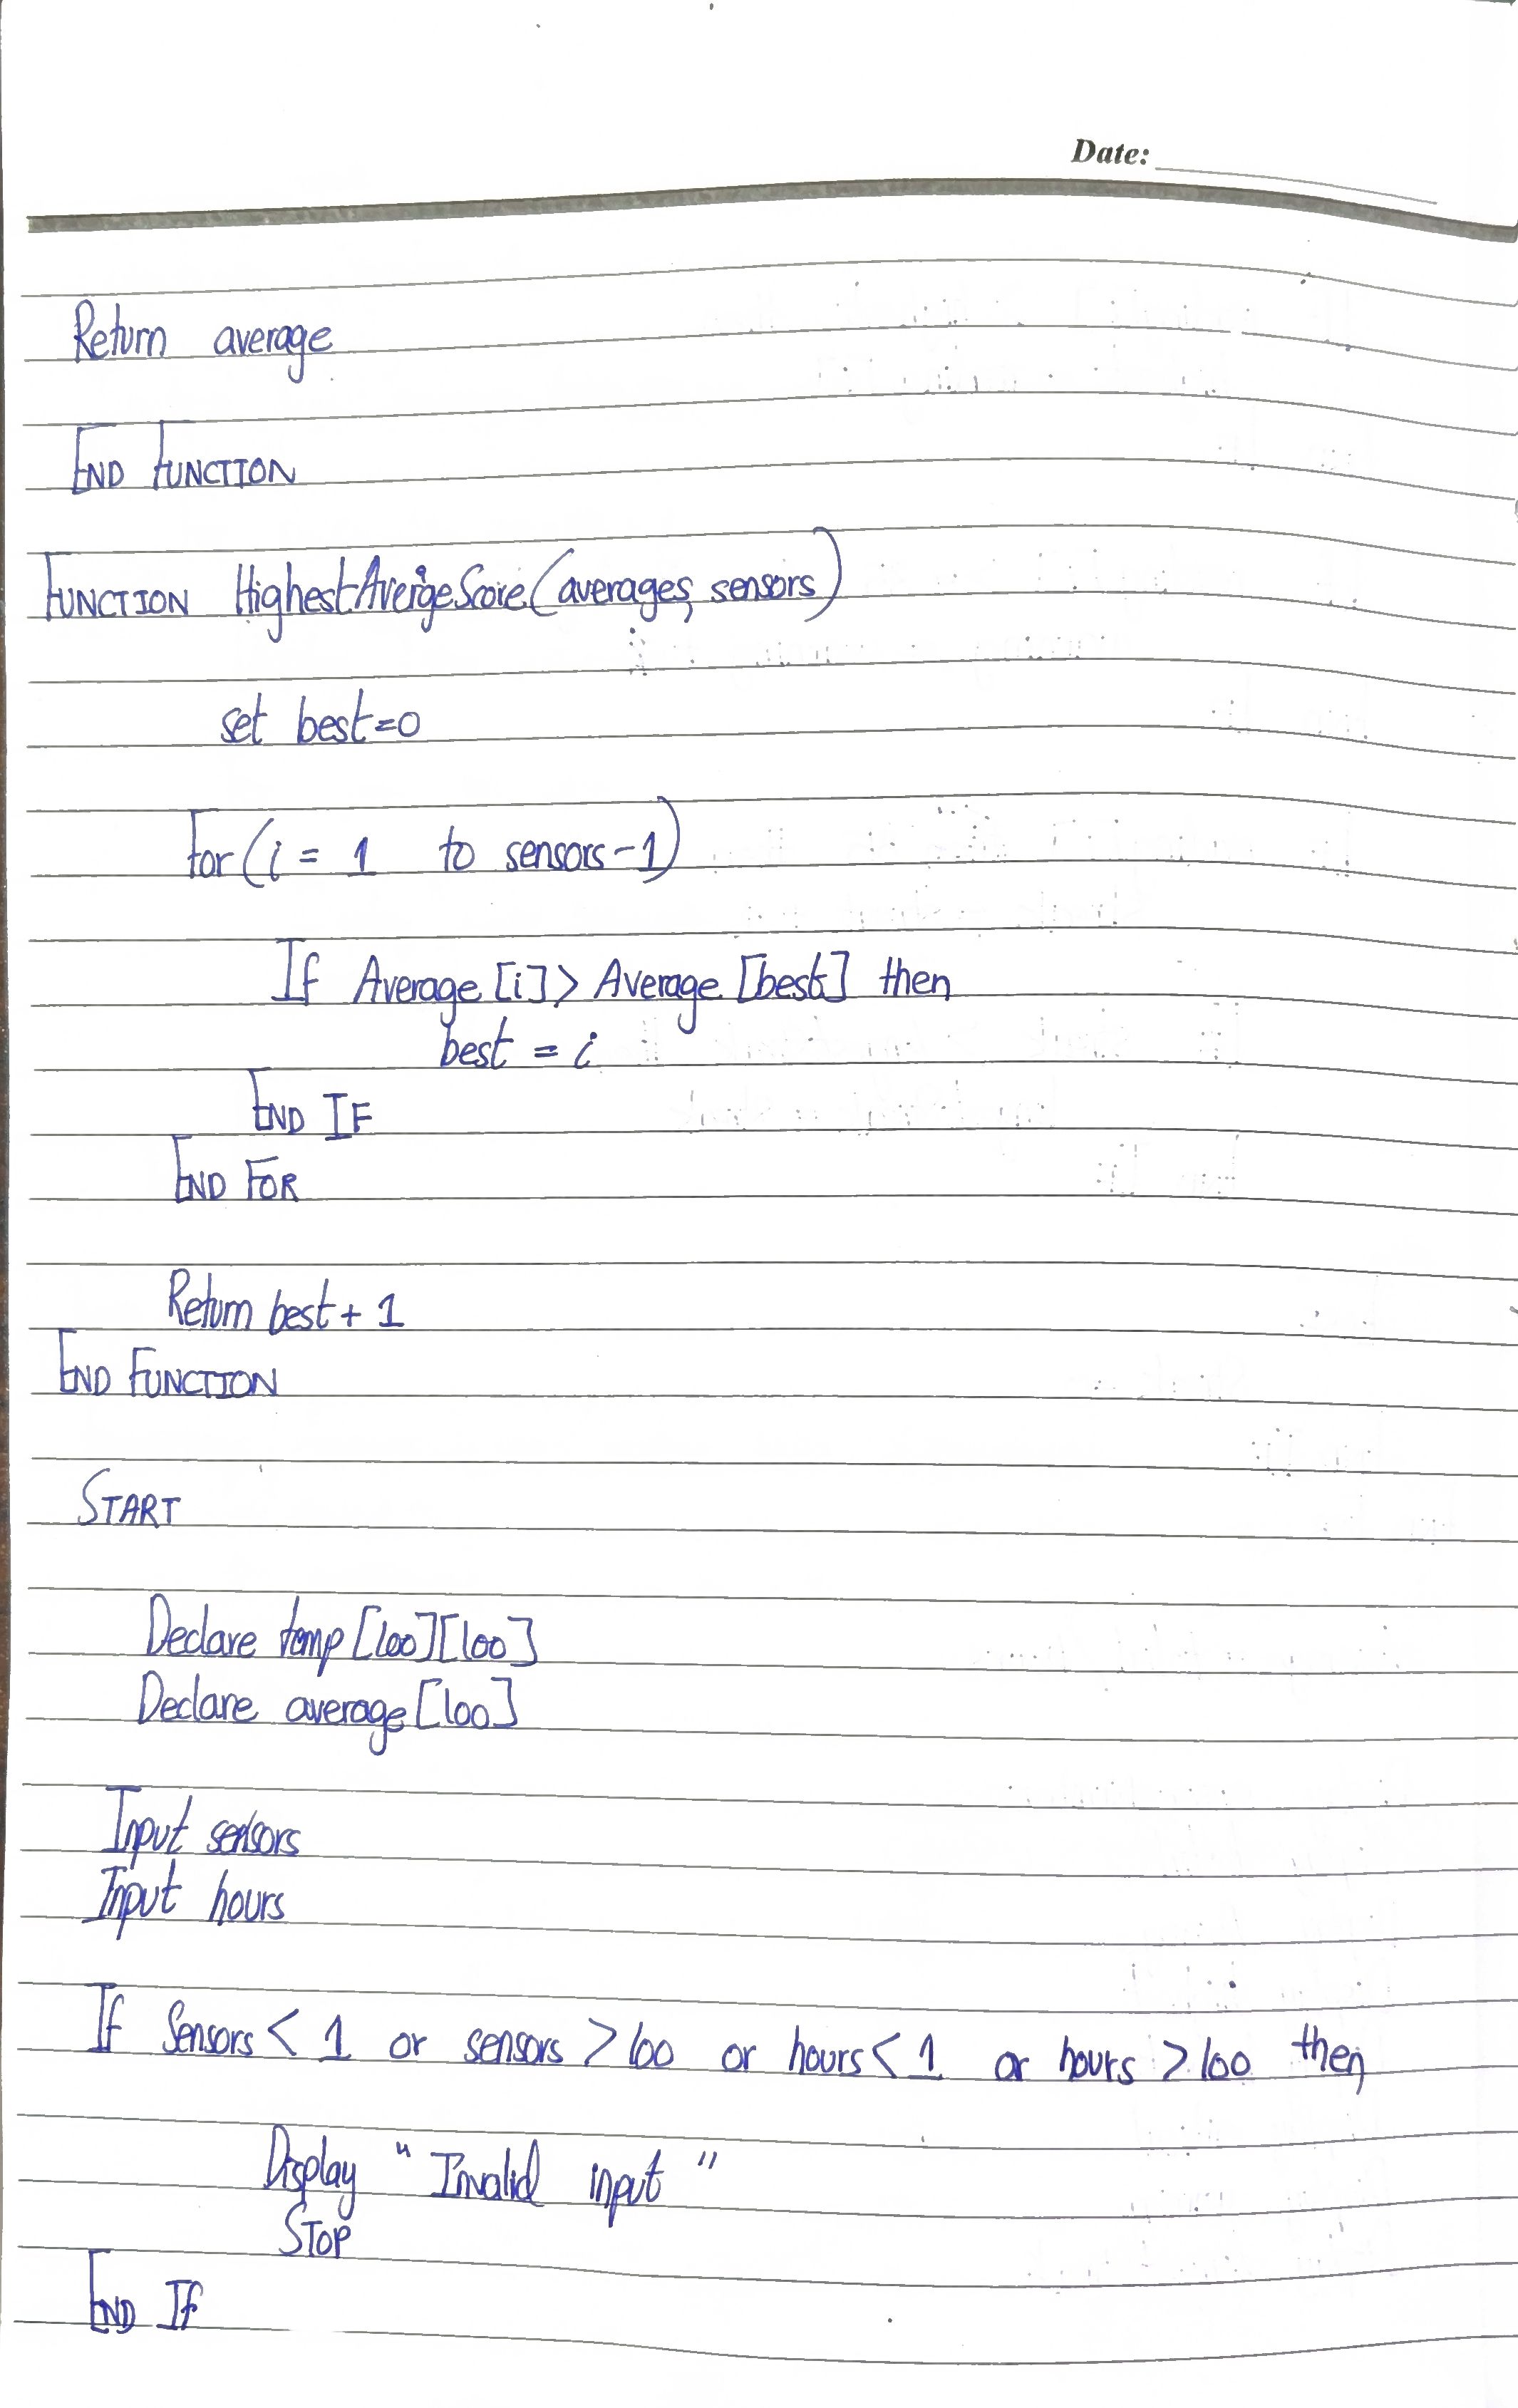 Date:
Return average
END FUNCTION
FUNCTION HighestAverageScore(averages, sensors)
set best=0
For (i = 1 to sensors-1)
If Average [i] > Average [best] then
best = i
END IF
END FOR
Return best + 1
END FUNCTION
START
Declare temp [100][100]
Declare average [100]
Input sensors
Input hours
If Sensors < 1 or sensors > 100 or hours < 1 or hours > 100 then
Display "Invalid input"
STOP
END If